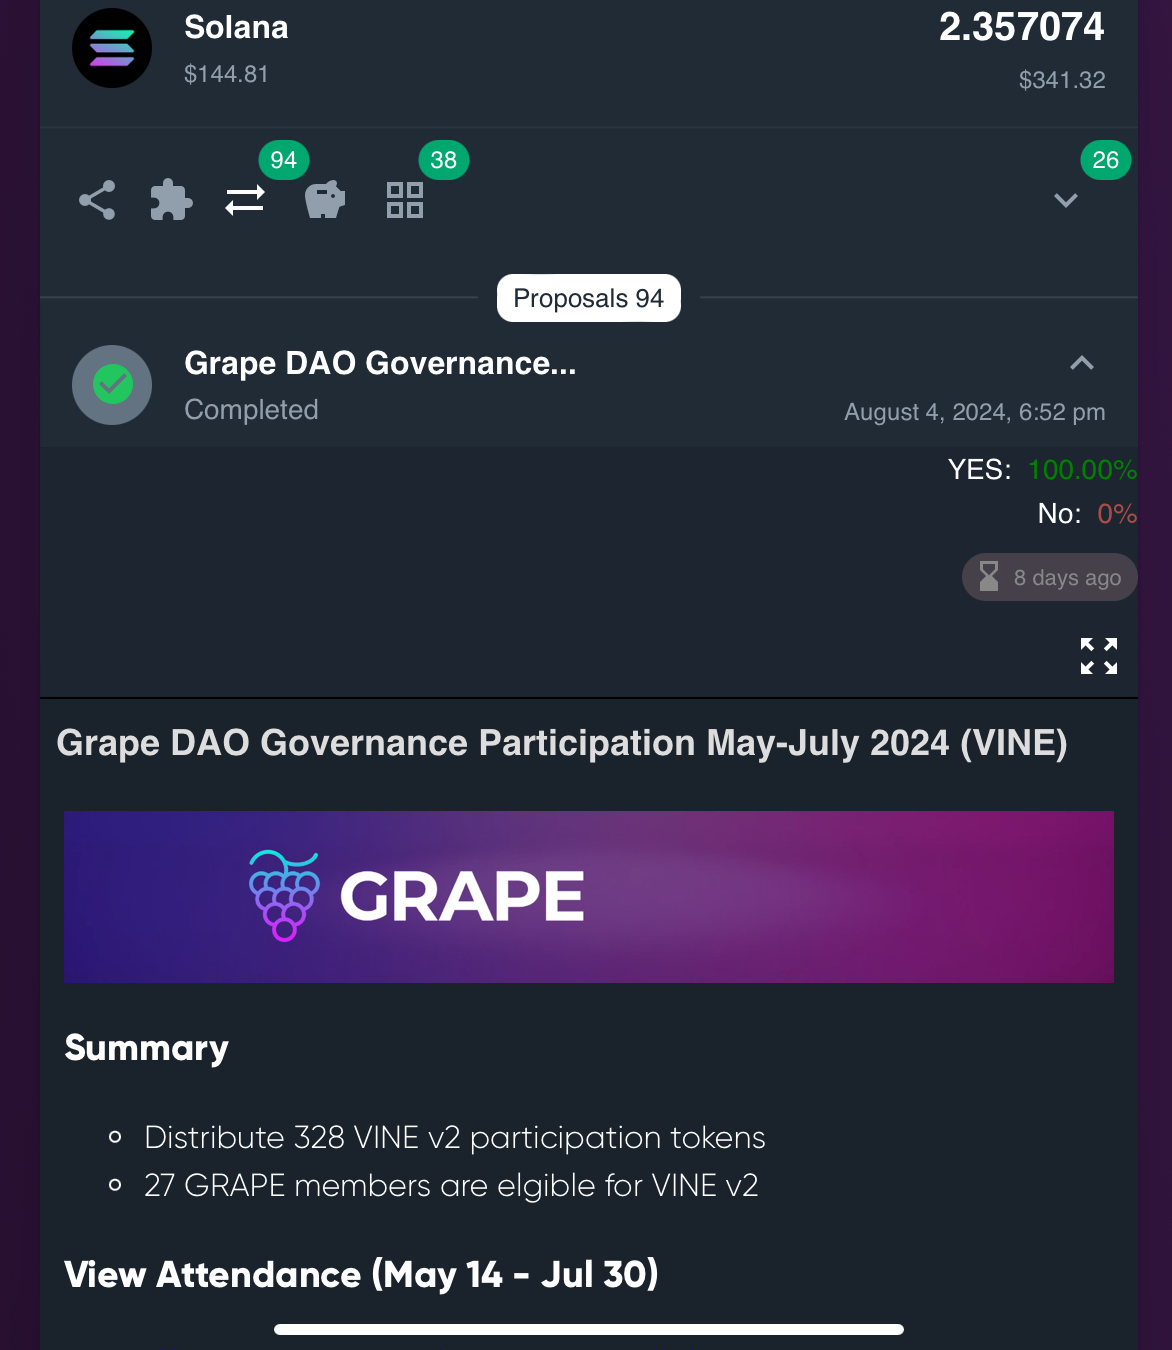 Solana
2.357074
$144.81
$341.32
94
38
26
Proposals 94
Grape DAO Governance...
Completed
August 4, 2024, 6:52 pm
YES: 100.00%
No: 0%
8 days ago
Grape DAO Governance Participation May-July 2024 (VINE)
GRAPE
Summary
Distribute 328 VINE v2 participation tokens
27 GRAPE members are elgible for VINE v2
View Attendance (May 14 - Jul 30)